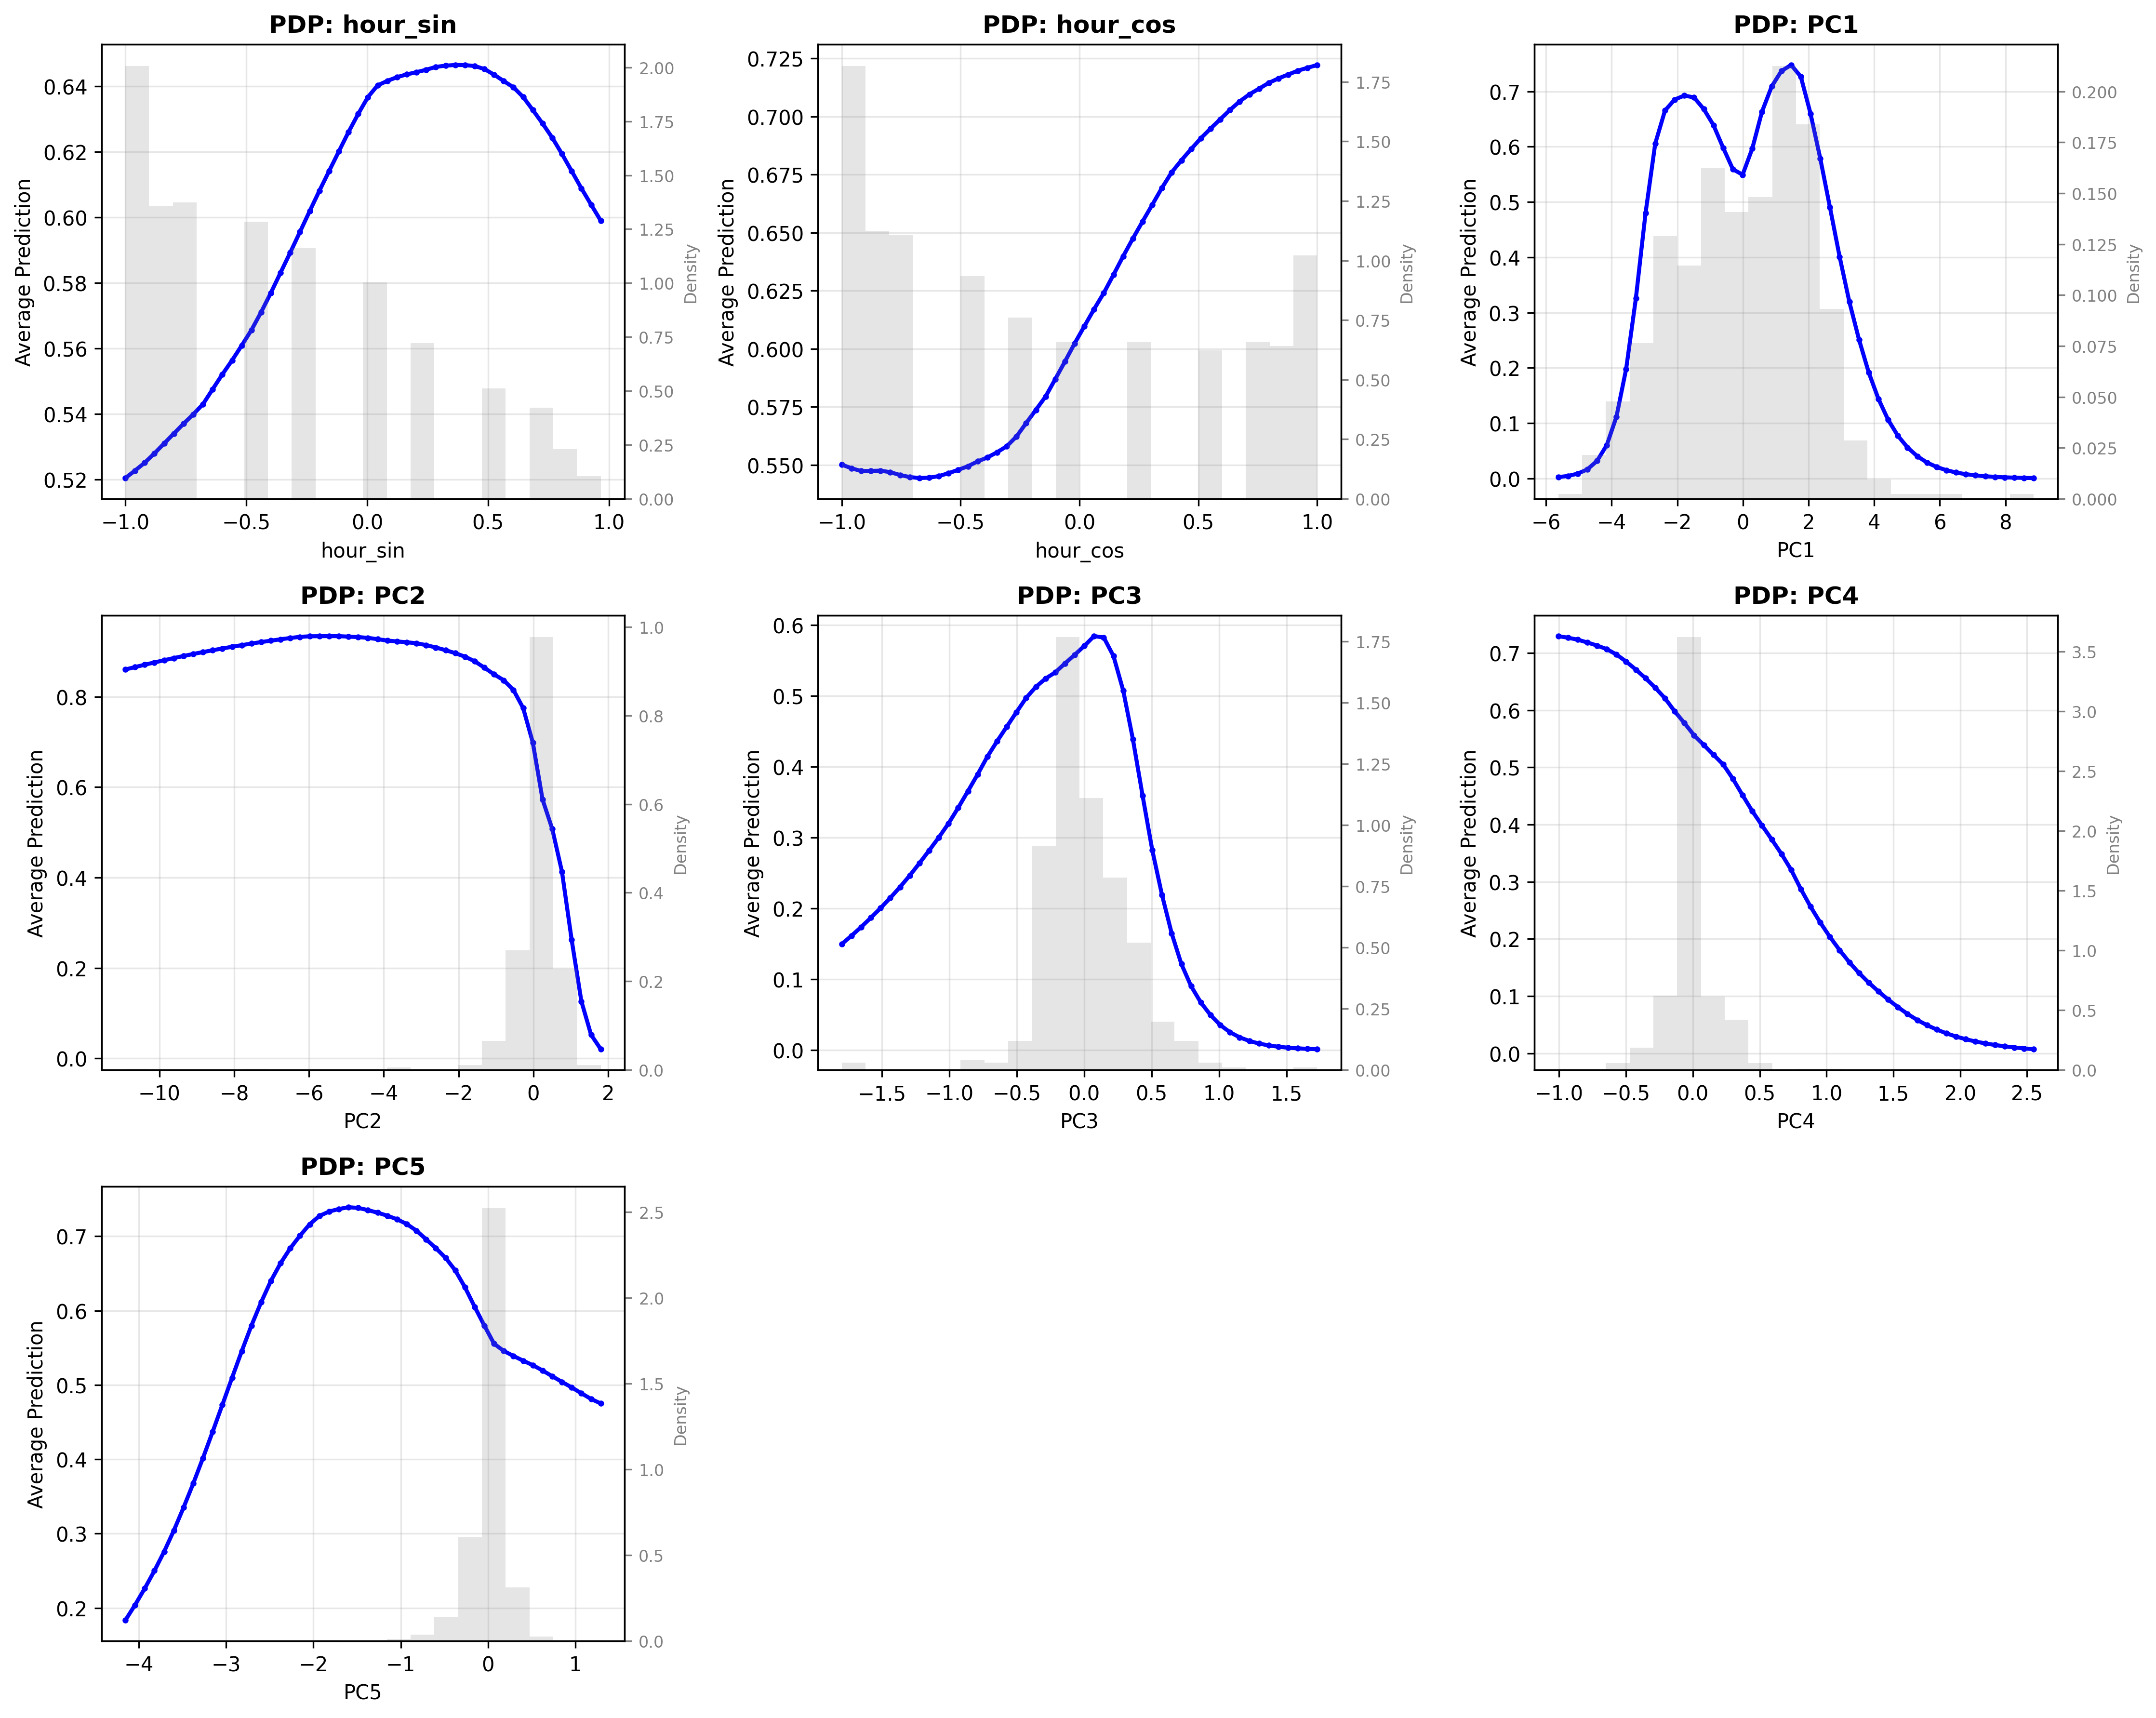 PDP: hour_sin
Average Prediction
0.64
0.62
0.60
0.58
0.56
0.54
0.52
2.00
1.75
1.50
1.25
1.00
0.75
0.50
0.25
0.00
Density
−1.0 −0.5 0.0 0.5 1.0
hour_sin
PDP: hour_cos
Average Prediction
0.725
0.700
0.675
0.650
0.625
0.600
0.575
0.550
1.75
1.50
1.25
1.00
0.75
0.50
0.25
0.00
Density
−1.0 −0.5 0.0 0.5 1.0
hour_cos
PDP: PC1
Average Prediction
0.7
0.6
0.5
0.4
0.3
0.2
0.1
0.0
0.200
0.175
0.150
0.125
0.100
0.075
0.050
0.025
0.000
Density
−6 −4 −2 0 2 4 6 8
PC1
PDP: PC2
Average Prediction
0.8
0.6
0.4
0.2
0.0
1.0
0.8
0.6
0.4
0.2
0.0
Density
−10 −8 −6 −4 −2 0 2
PC2
PDP: PC3
Average Prediction
0.6
0.5
0.4
0.3
0.2
0.1
0.0
1.75
1.50
1.25
1.00
0.75
0.50
0.25
0.00
Density
−1.5 −1.0 −0.5 0.0 0.5 1.0 1.5
PC3
PDP: PC4
Average Prediction
0.7
0.6
0.5
0.4
0.3
0.2
0.1
0.0
3.5
3.0
2.5
2.0
1.5
1.0
0.5
0.0
Density
−1.0 −0.5 0.0 0.5 1.0 1.5 2.0 2.5
PC4
PDP: PC5
Average Prediction
0.7
0.6
0.5
0.4
0.3
0.2
2.5
2.0
1.5
1.0
0.5
0.0
Density
−4 −3 −2 −1 0 1
PC5